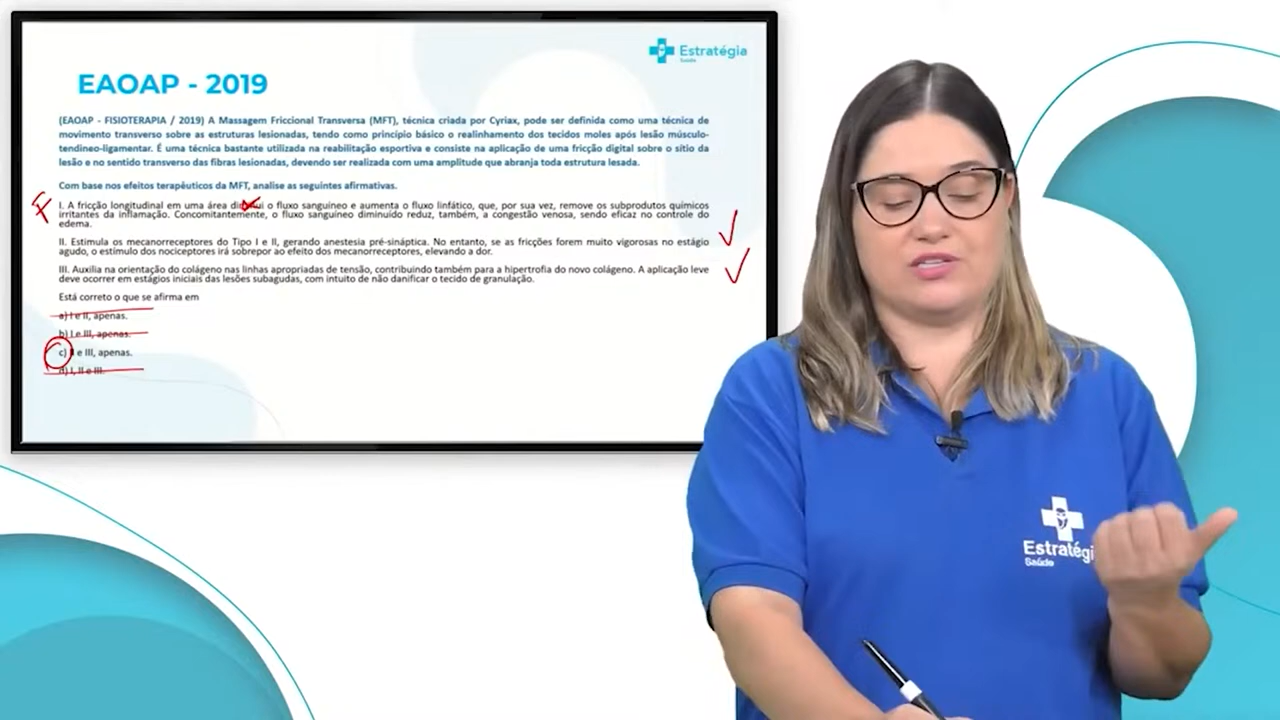 Estratégia
Saúde
EAOAP - 2019
(EAOAP - FISIOTERAPIA / 2019) A Massagem Friccional Transversa (MFT), técnica criada por Cyriax, pode ser definida como uma técnica de
movimento transverso sobre as estruturas lesionadas, tendo como princípio básico o realinhamento dos tecidos moles após lesão músculo-
tendineo-ligamentar. É uma técnica bastante utilizada na reabilitação esportiva e consiste na aplicação de uma fricção digital sobre o sítio da
lesão e no sentido transverso das fibras lesionadas, devendo ser realizada com uma amplitude que abranja toda estrutura lesada.
Com base nos efeitos terapêuticos da MFT, analise as seguintes afirmativas.
F
I. A fricção longitudinal em uma área diminui o fluxo sanguíneo e aumenta o fluxo linfático, que, por sua vez, remove os subprodutos químicos
irritantes da inflamação. Concomitantemente, o fluxo sanguíneo diminuído reduz, também, a congestão venosa, sendo eficaz no controle do
edema.
II. Estimula os mecanorreceptores do Tipo I e II, gerando anestesia pré-sináptica. No entanto, se as fricções forem muito vigorosas no estágio
agudo, o estímulo dos nociceptores irá sobrepor ao efeito dos mecanorreceptores, elevando a dor.
III. Auxilia na orientação do colágeno nas linhas apropriadas de tensão, contribuindo também para a hipertrofia do novo colágeno. A aplicação leve
deve ocorrer em estágios iniciais das lesões subagudas, com intuito de não danificar o tecido de granulação.
Está correto o que se afirma em
a) I e II, apenas.
b) I e III, apenas.
c) II e III, apenas.
d) I, II e III.
Estratégi
Saúde